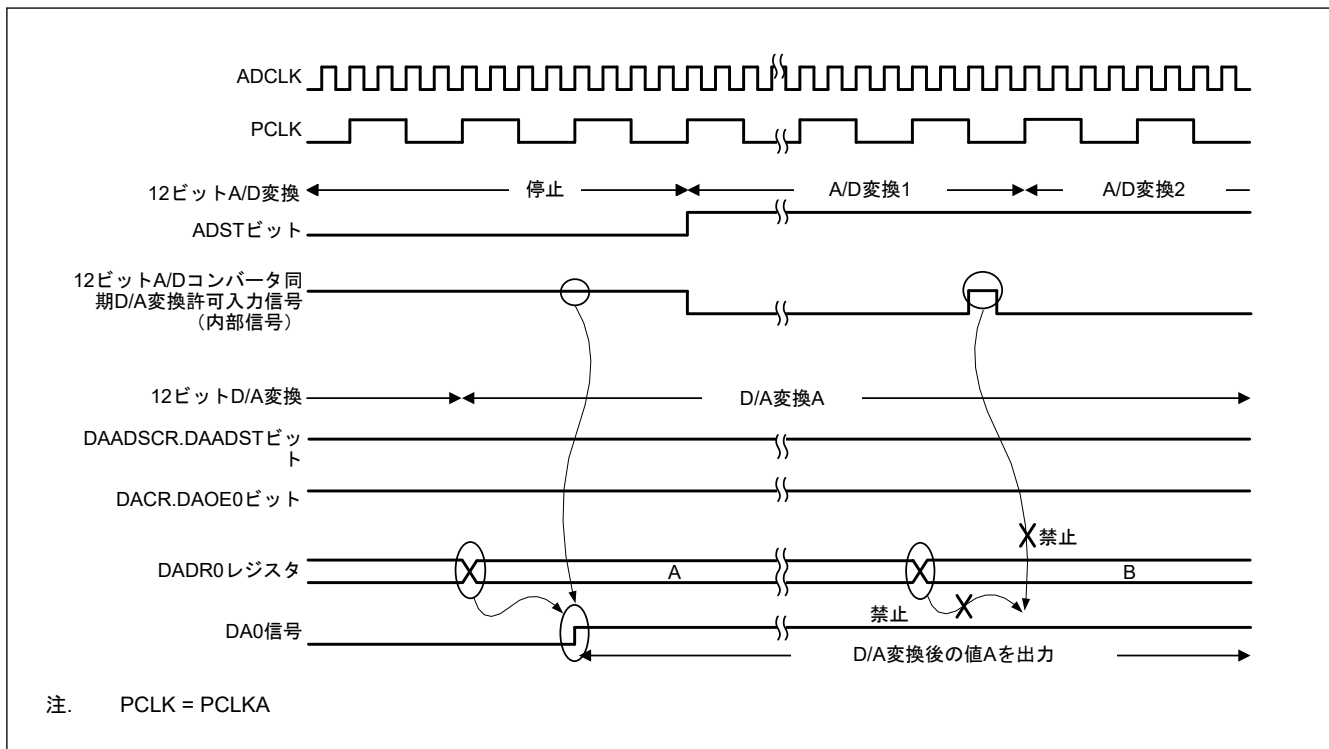 ADCLK
PCLK
12ビットA/D変換
停止
A/D変換1
A/D変換2
ADSTビット
12ビットA/Dコンバータ同
期D/A変換許可入力信号
（内部信号）
12ビットD/A変換
D/A変換A
DAADSCR.DAADSTビッ
ト
DACR.DAOE0ビット
禁止
DADR0レジスタ
A
B
禁止
DA0信号
D/A変換後の値Aを出力
注. PCLK = PCLKA